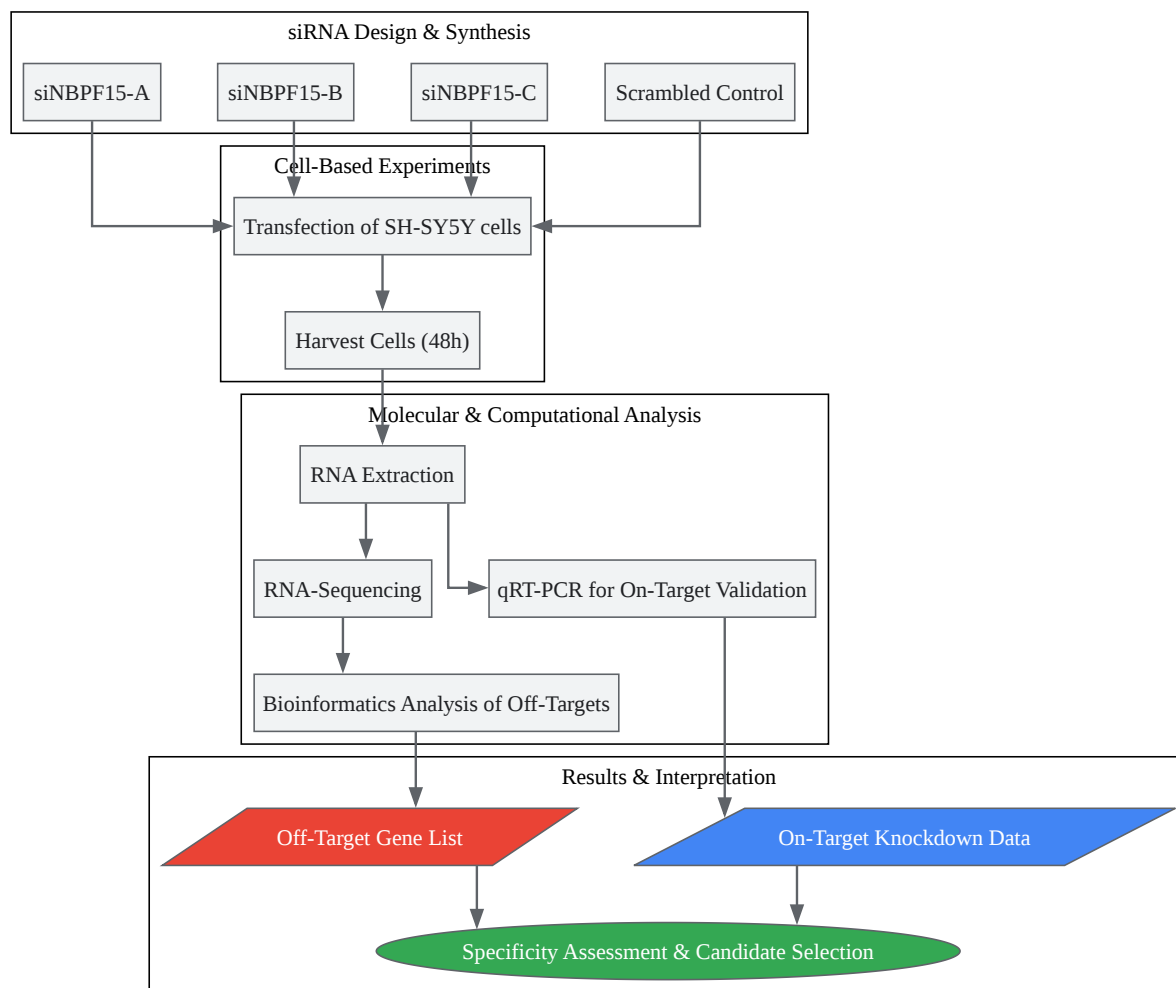 siRNA Design & Synthesis
siNBPF15-A
siNBPF15-B
siNBPF15-C
Scrambled Control
Cell-Based Experiments
Transfection of SH-SY5Y cells
Harvest Cells (48h)
Molecular & Computational Analysis
RNA Extraction
RNA-Sequencing
qRT-PCR for On-Target Validation
Bioinformatics Analysis of Off-Targets
Results & Interpretation
Off-Target Gene List
On-Target Knockdown Data
Specificity Assessment & Candidate Selection